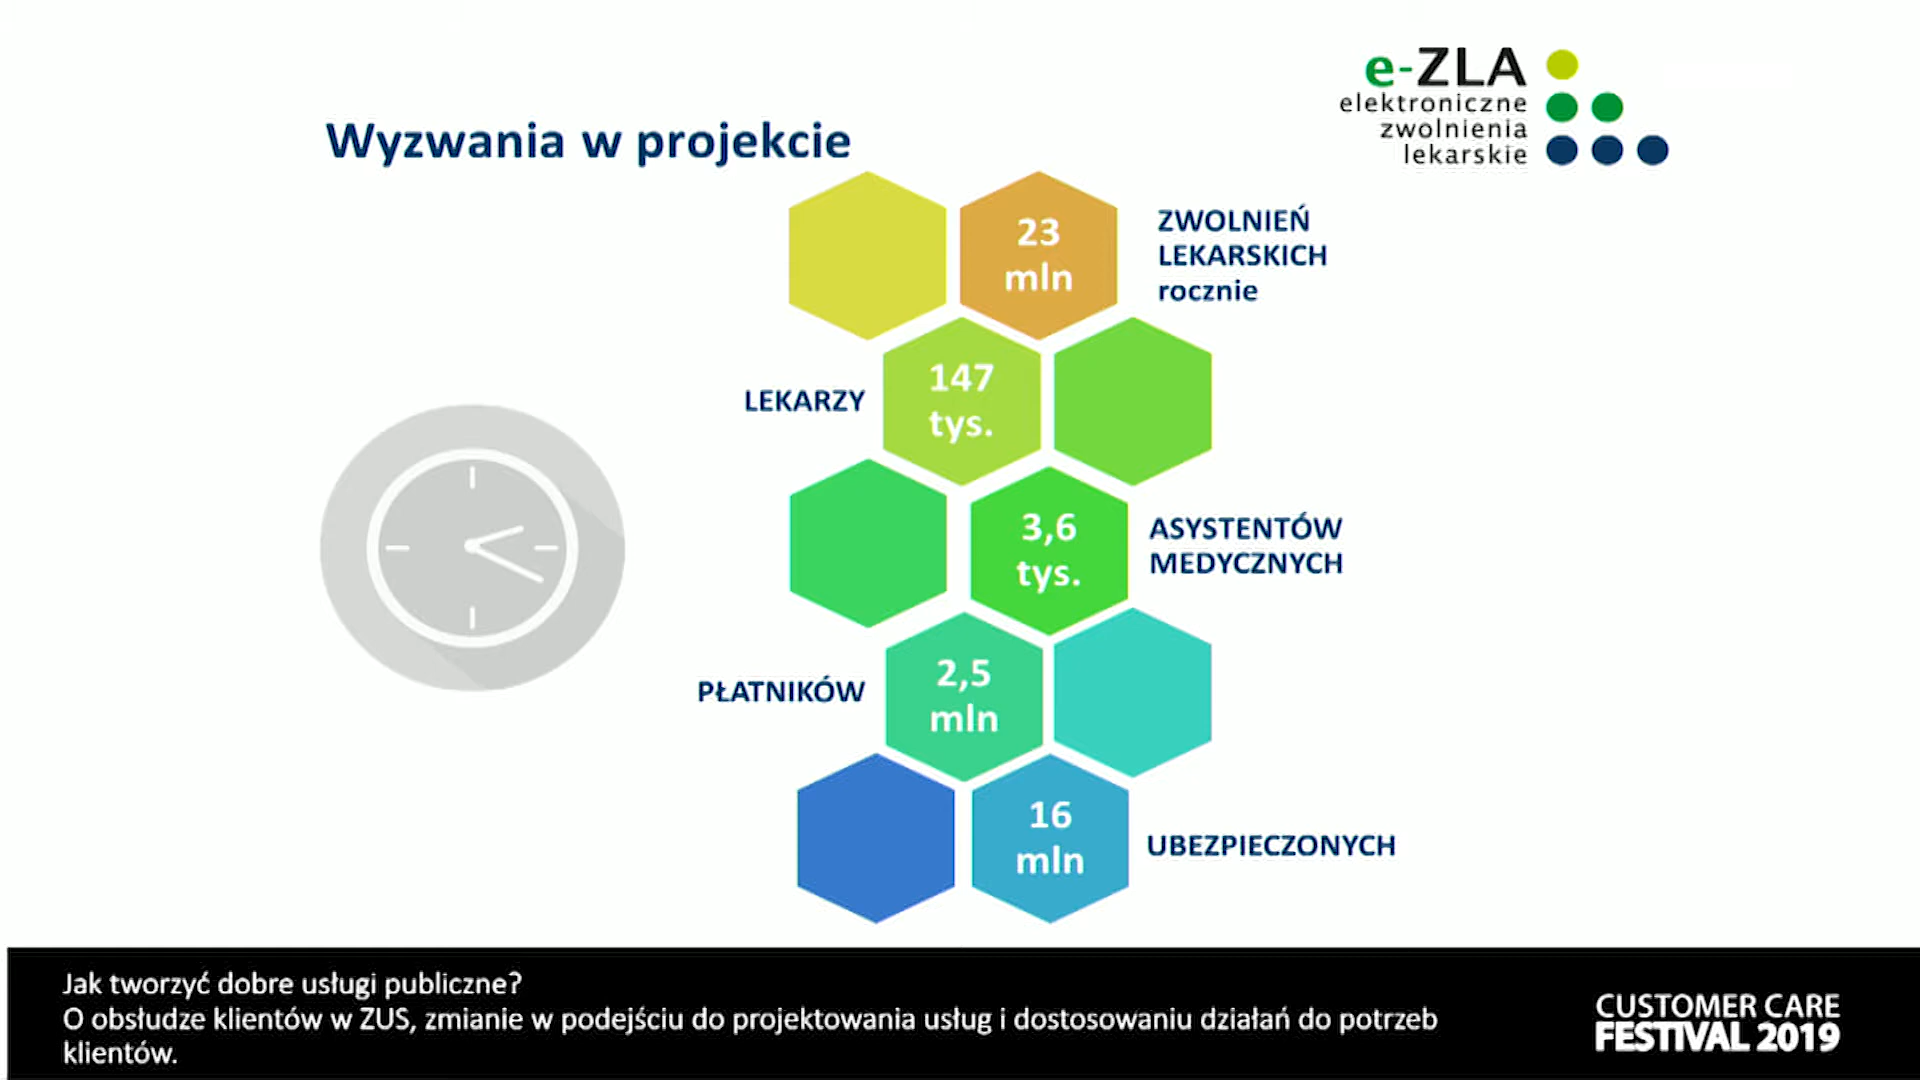 e-ZLA
elektroniczne
zwolnienia
lekarskie
Wyzwania w projekcie
23
mln
ZWOLNIEŃ
LEKARSKICH
rocznie
LEKARZY
147
tys.
3,6
tys.
ASYSTENTÓW
MEDYCZNYCH
PŁATNIKÓW
2,5
mln
16
mln
UBEZPIECZONYCH
Jak tworzyć dobre usługi publiczne?
O obsłudze klientów w ZUS, zmianie w podejściu do projektowania usług i dostosowaniu działań do potrzeb
klientów.
CUSTOMER CARE
FESTIVAL 2019